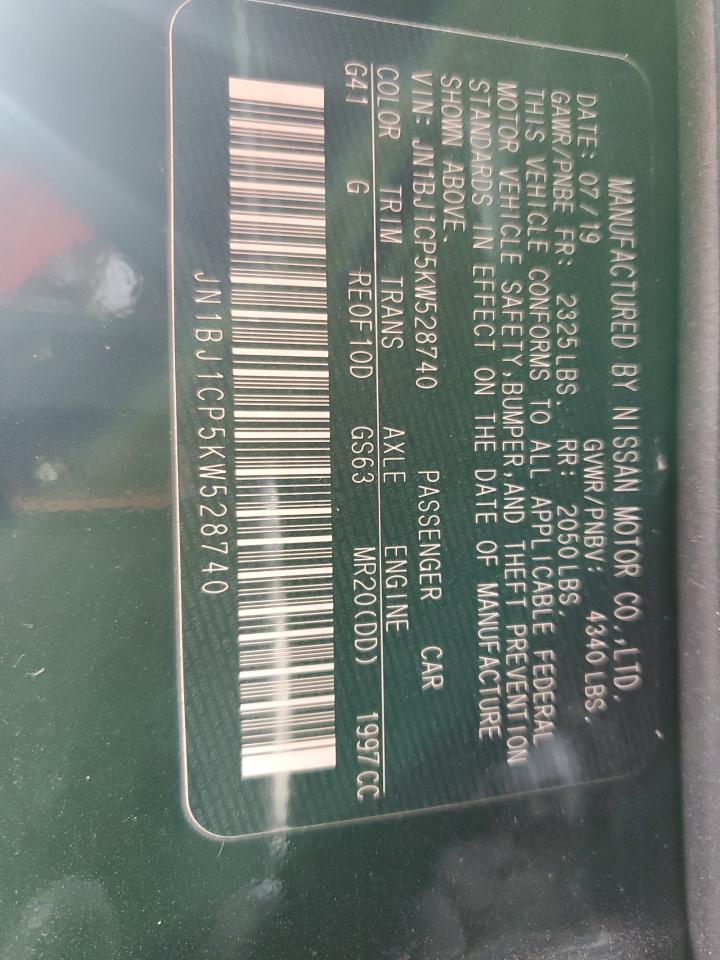 MANUFACTURED BY NISSAN MOTOR CO.,LTD.
DATE: 07/19 GVWR/PNBV: 4340 LBS.
GAWR/PNBE FR: 2325 LBS. RR: 2050 LBS.
THIS VEHICLE CONFORMS TO ALL APPLICABLE FEDERAL
MOTOR VEHICLE SAFETY,BUMPER,AND THEFT PREVENTION
STANDARDS IN EFFECT ON THE DATE OF MANUFACTURE
SHOWN ABOVE.
VIN: JN1BJ1CP5KW528740 PASSENGER CAR
COLOR TRIM TRANS AXLE ENGINE
G41 G REOF10D GS63 MR20(DD) 1997CC
JN1BJ1CP5KW528740